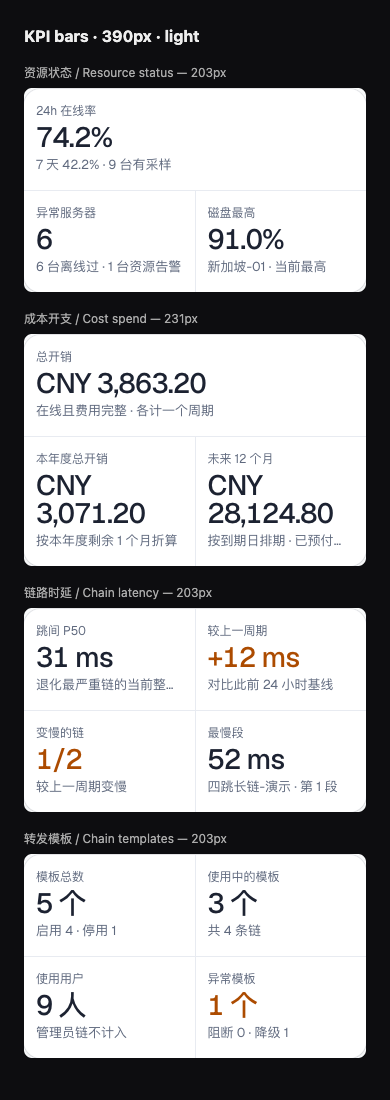 KPI bars · 390px · light
资源状态 / Resource status — 203px
24h 在线率
74.2%
7 天 42.2% · 9 台有采样
异常服务器
6
6 台离线过 · 1 台资源告警
磁盘最高
91.0%
新加坡-01 · 当前最高
成本开支 / Cost spend — 231px
总开销
CNY 3,863.20
在线且费用完整 · 各计一个周期
本年度总开销
CNY
3,071.20
按本年度剩余 1 个月折算
未来 12 个月
CNY
28,124.80
按到期日排期 · 已预付...
链路时延 / Chain latency — 203px
跳间 P50
31 ms
退化最严重链的当前整...
较上一周期
+12 ms
对比此前 24 小时基线
变慢的链
1/2
较上一周期变慢
最慢段
52 ms
四跳长链-演示 · 第 1 段
转发模板 / Chain templates — 203px
模板总数
5 个
启用 4 · 停用 1
使用中的模板
3 个
共 4 条链
使用用户
9 人
管理员链不计入
异常模板
1 个
阻断 0 · 降级 1